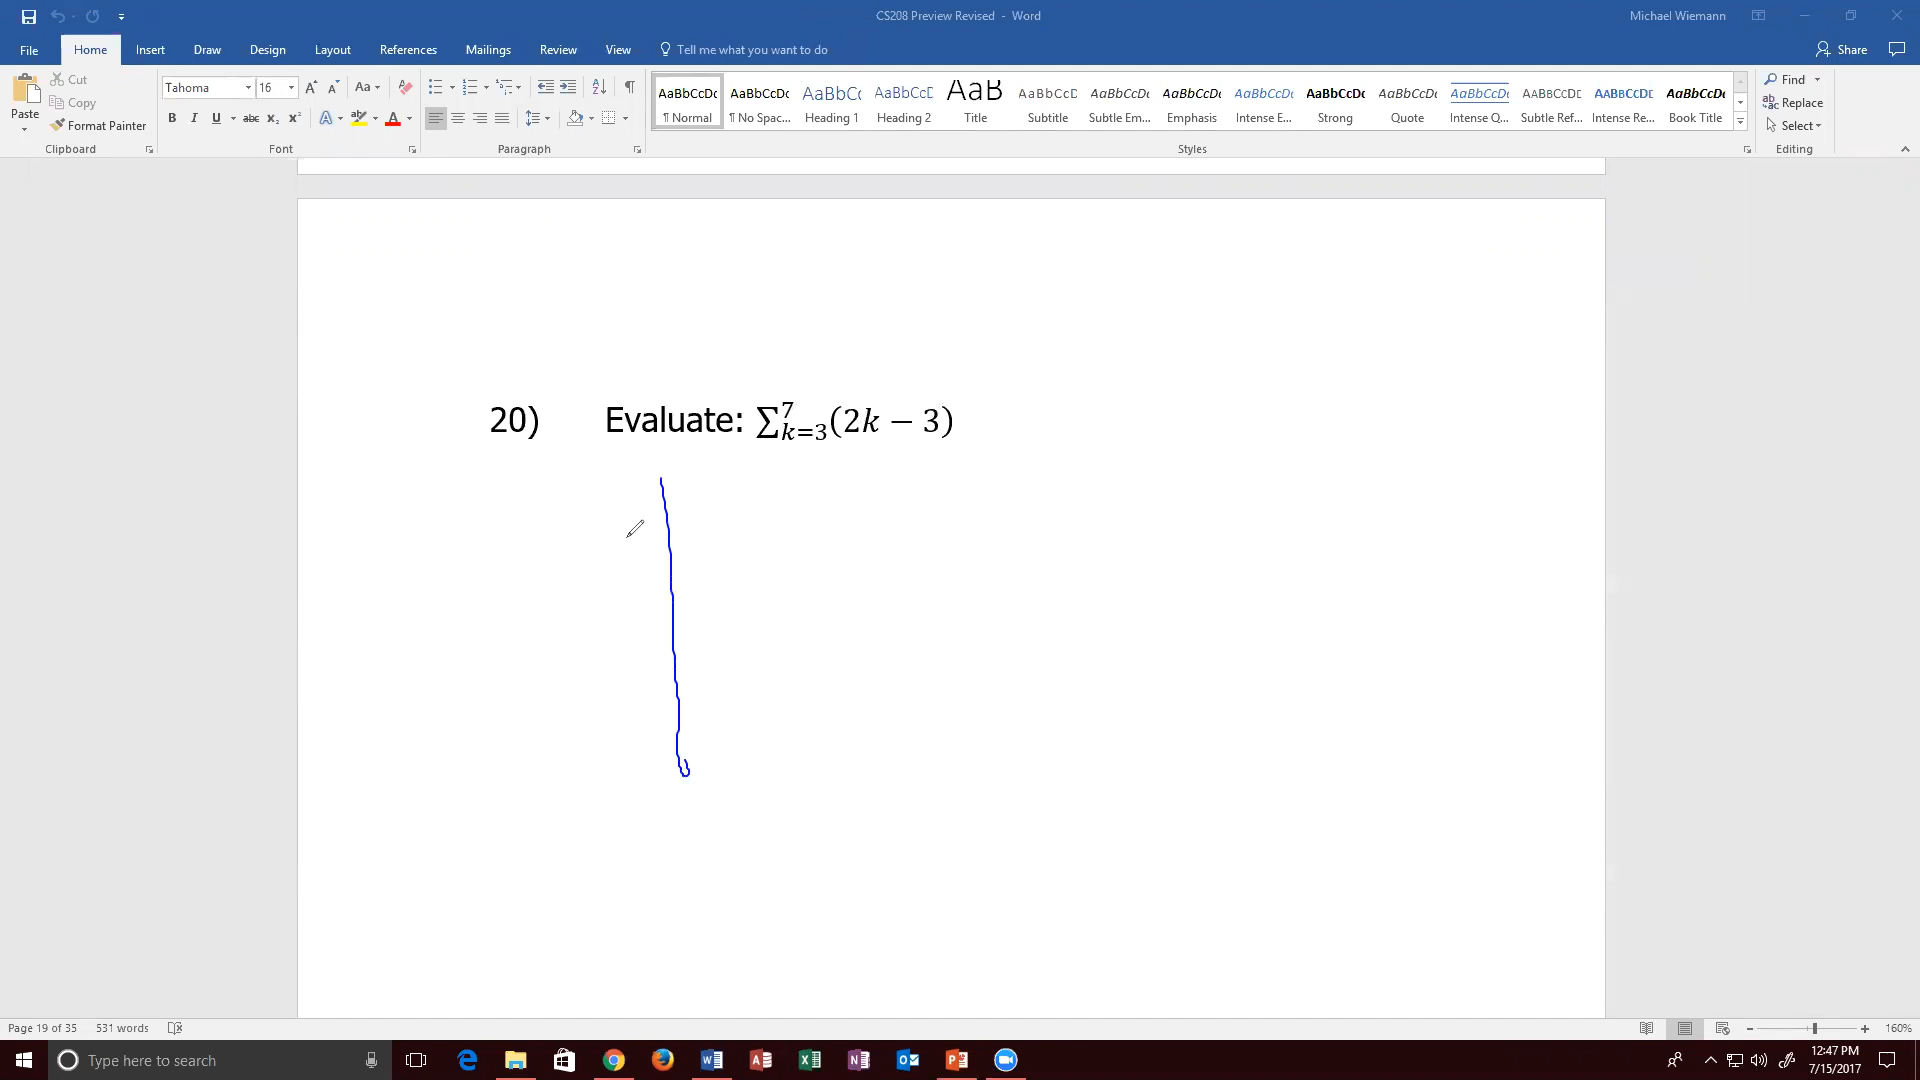 CS208 Preview Revised - Word
Michael Wiemann
File Home Insert Draw Design Layout References Mailings Review View Tell me what you want to do Share
Paste
Cut
Copy
Format Painter
Clipboard
Tahoma 16
Font
Paragraph
AaBbCcDc AaBbCcDc AaBbCc AaBbCcD AaB AaBbCcD AaBbCcDc AaBbCcDc AaBbCcDc AaBbCcDc AaBbCcDc AaBbCcDc AABBCCDE AABBCCDE AaBbCcDc
¶ Normal ¶ No Spac... Heading 1 Heading 2 Title Subtitle Subtle Em... Emphasis Intense E... Strong Quote Intense Q... Subtle Ref... Intense Re... Book Title
Styles
Find
Replace
Select
Editing
20) Evaluate: ∑_{k=3}^{7}(2k − 3)
Page 19 of 35 531 words
160%
Type here to search
12:47 PM
7/15/2017